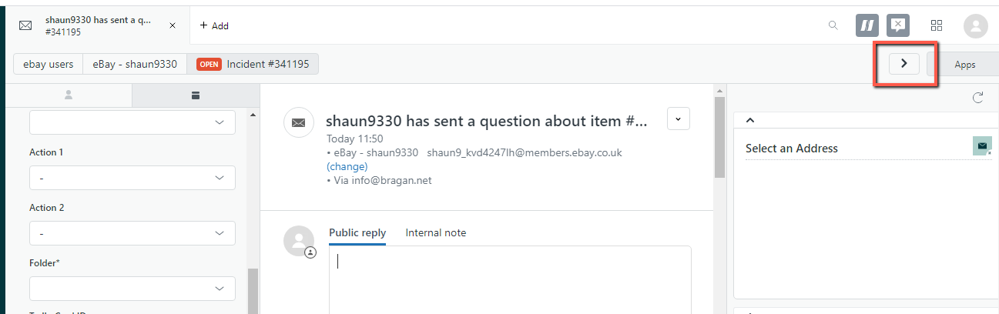 shaun9330 has sent a q...
#341195
×
+ Add
ebay users
eBay - shaun9330
OPEN Incident #341195
Apps
shaun9330 has sent a question about item #...
Today 11:50
• eBay - shaun9330 shaun9_kvd4247lh@members.ebay.co.uk
(change)
• Via info@bragan.net
Action 1
-
Action 2
-
Folder*
Public reply
Internal note
Select an Address